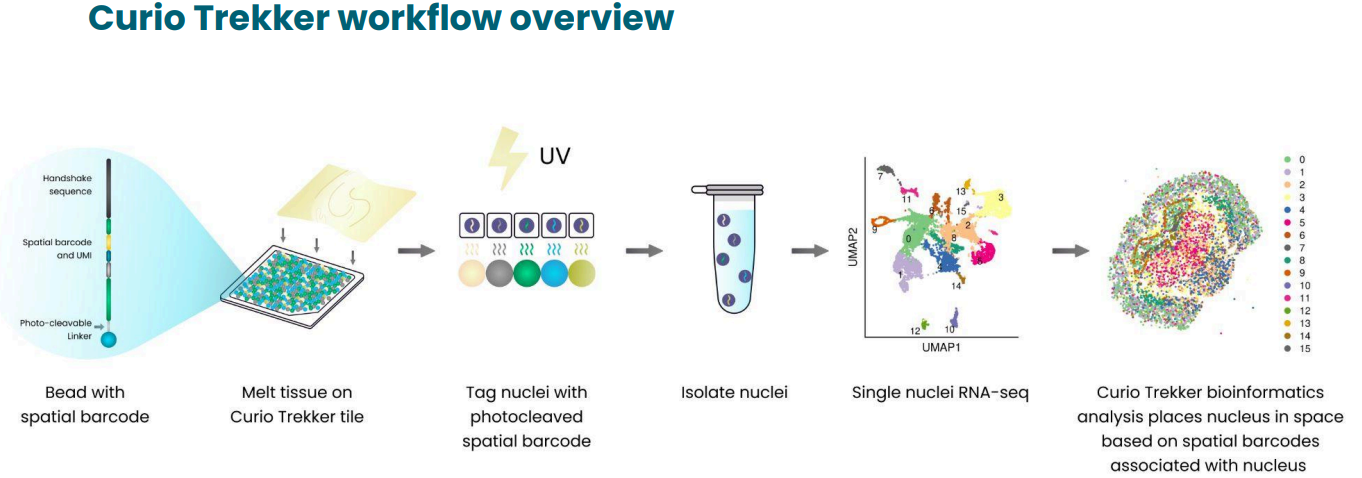 Curio Trekker workflow overview
Handshake
sequence
Spatial barcode
and UMI
Photo-cleavable
Linker
Bead with
spatial barcode
Melt tissue on
Curio Trekker tile
UV
Tag nuclei with
photocleaved
spatial barcode
Isolate nuclei
UMAP2
7
11
13
3
6
15
9
2
0
8
1
14
12
10
UMAP1
Single nuclei RNA-seq
0
1
2
3
4
5
6
7
8
9
10
11
12
13
14
15
Curio Trekker bioinformatics
analysis places nucleus in space
based on spatial barcodes
associated with nucleus